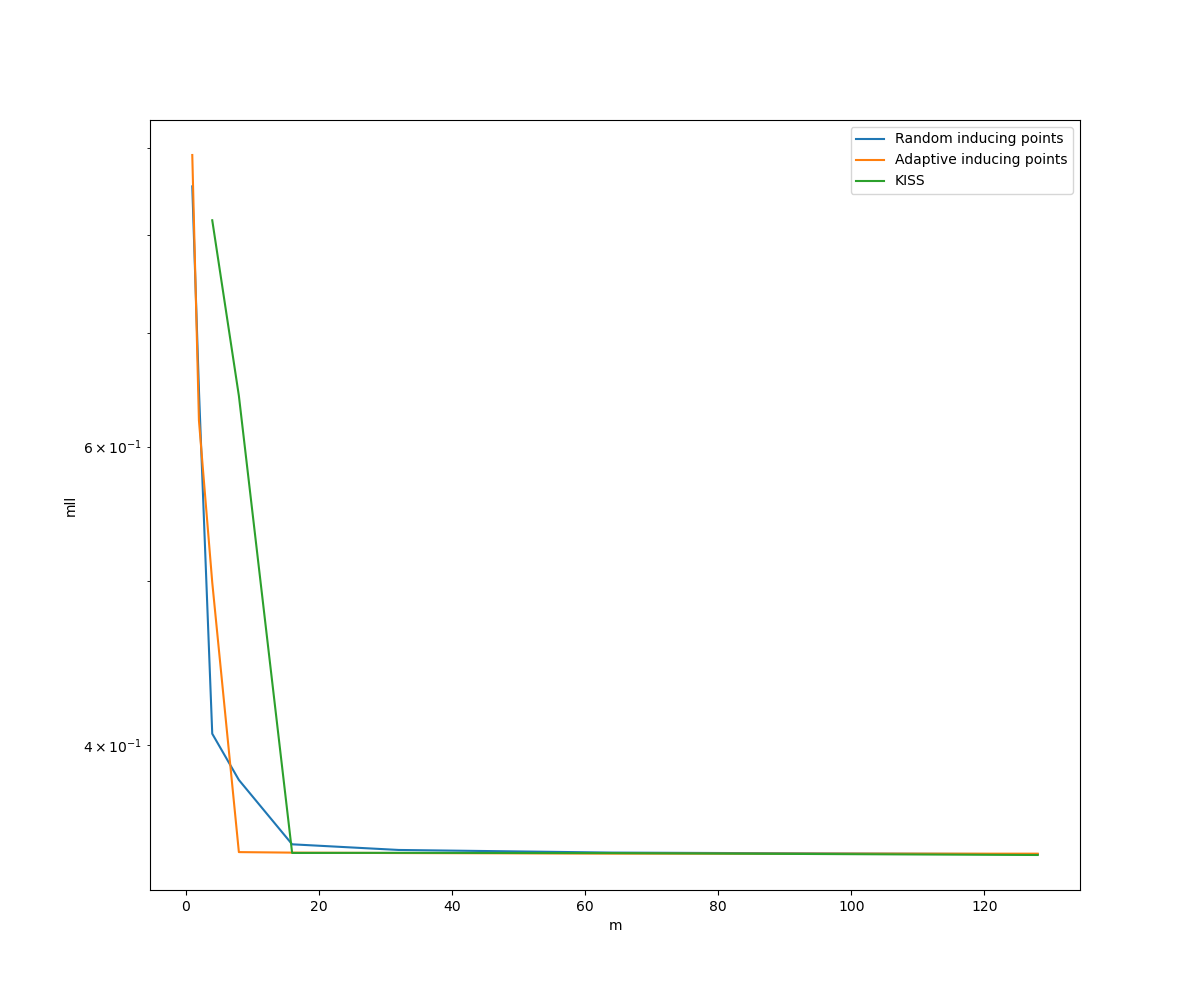 Random inducing points
Adaptive inducing points
KISS
6 × 10⁻¹
mll
4 × 10⁻¹
0 20 40 60 80 100 120
m